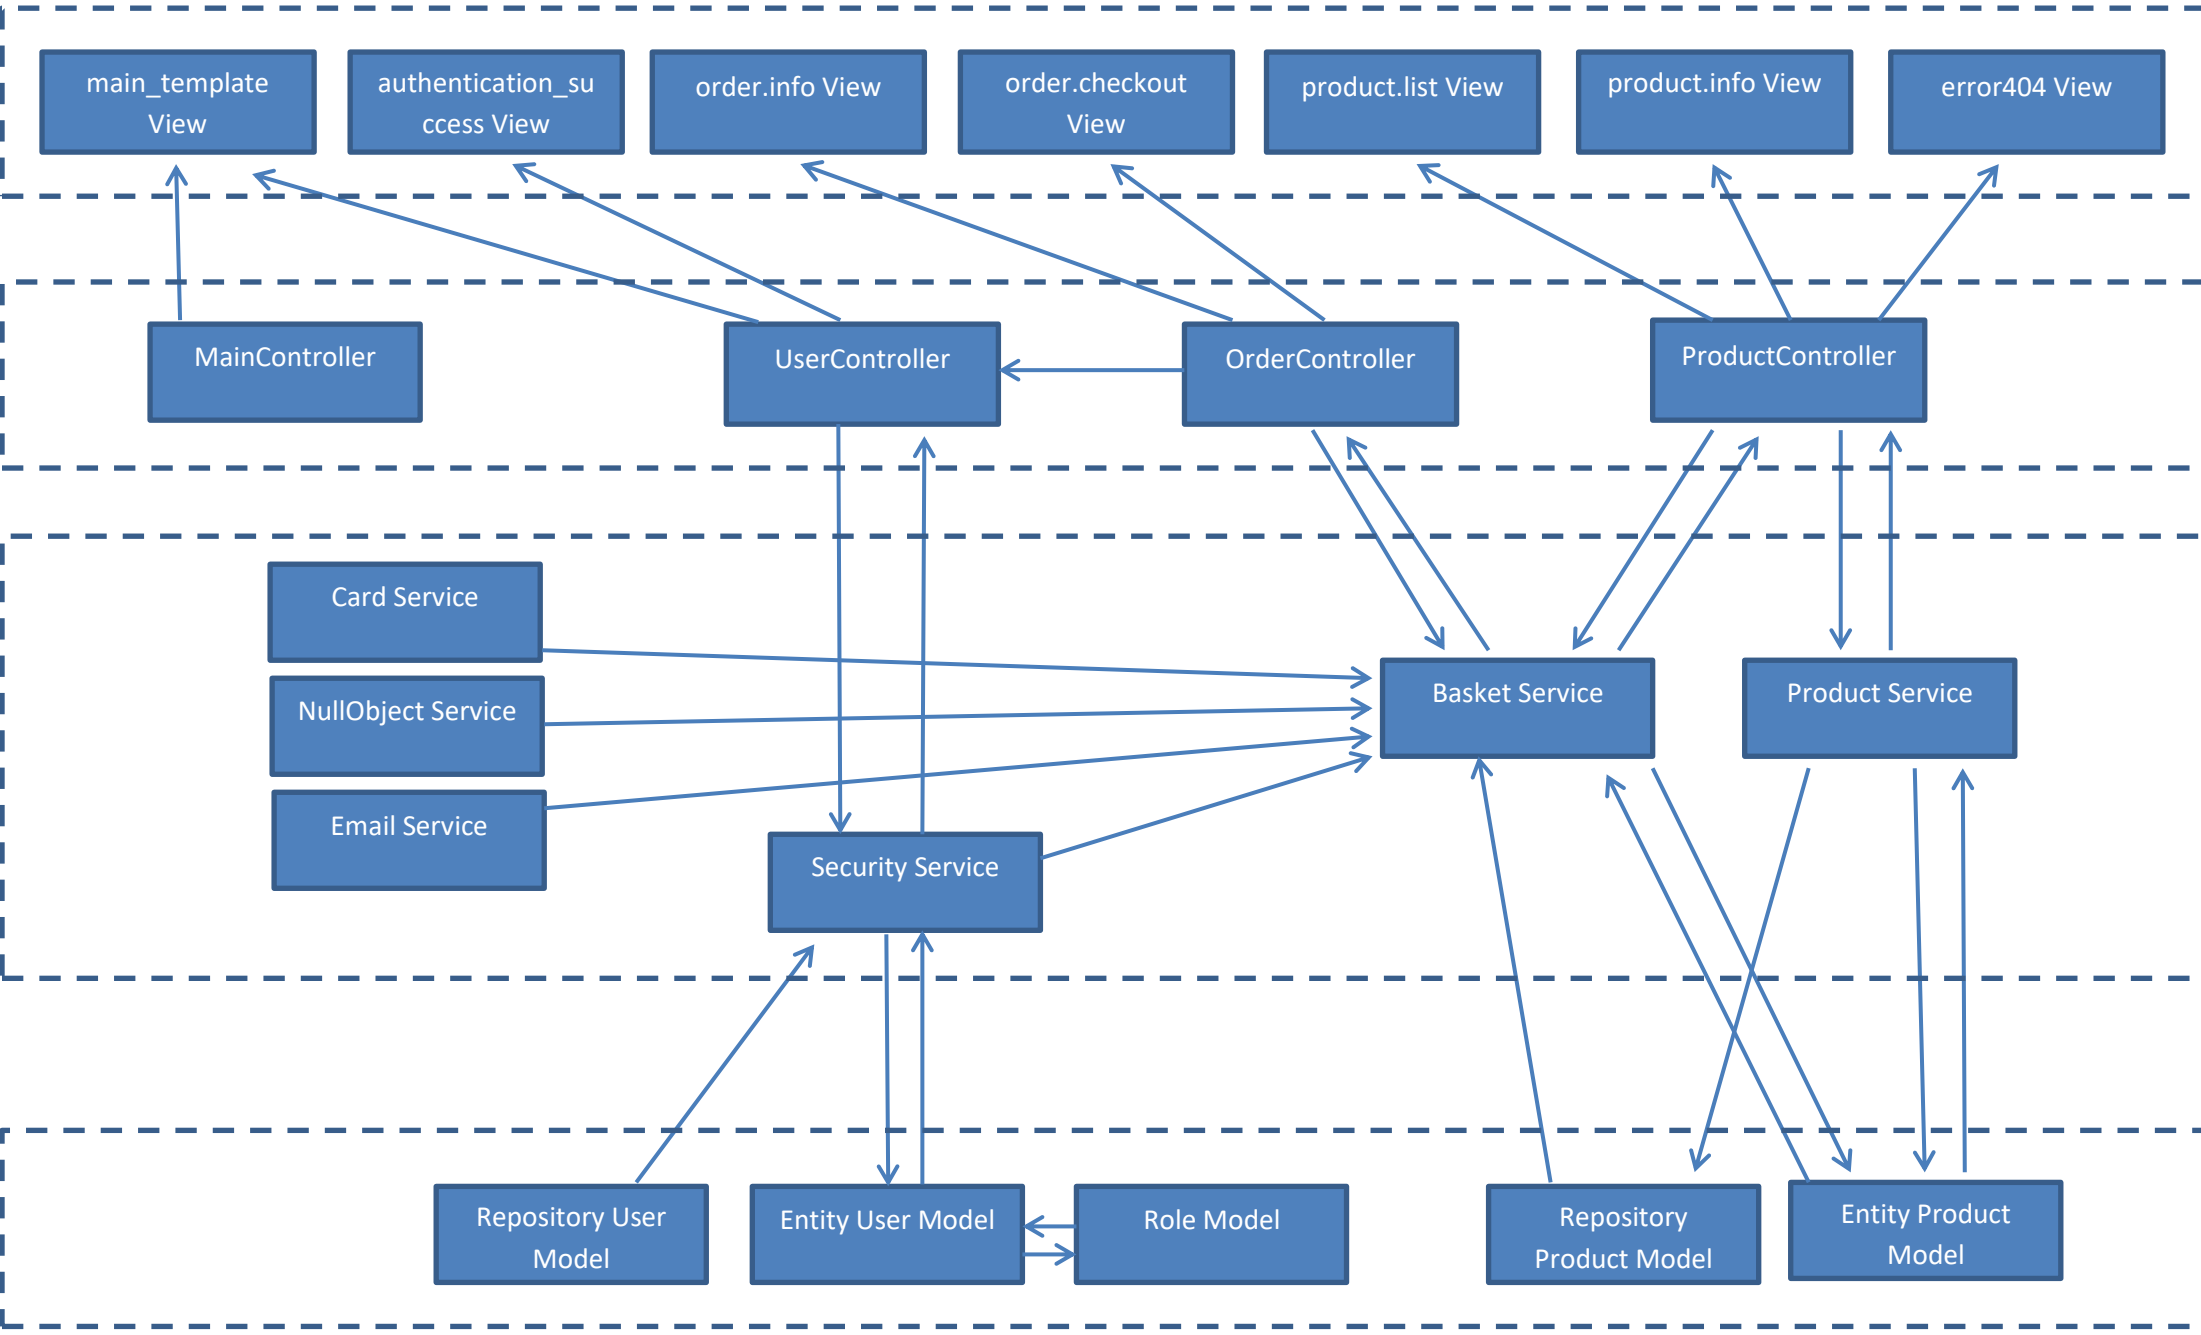 main_template
View
authentication_su
ccess View
order.info View
order.checkout
View
product.list View
product.info View
error404 View
MainController
UserController
OrderController
ProductController
Card Service
NullObject Service
Email Service
Security Service
Basket Service
Product Service
Repository User
Model
Entity User Model
Role Model
Repository
Product Model
Entity Product
Model